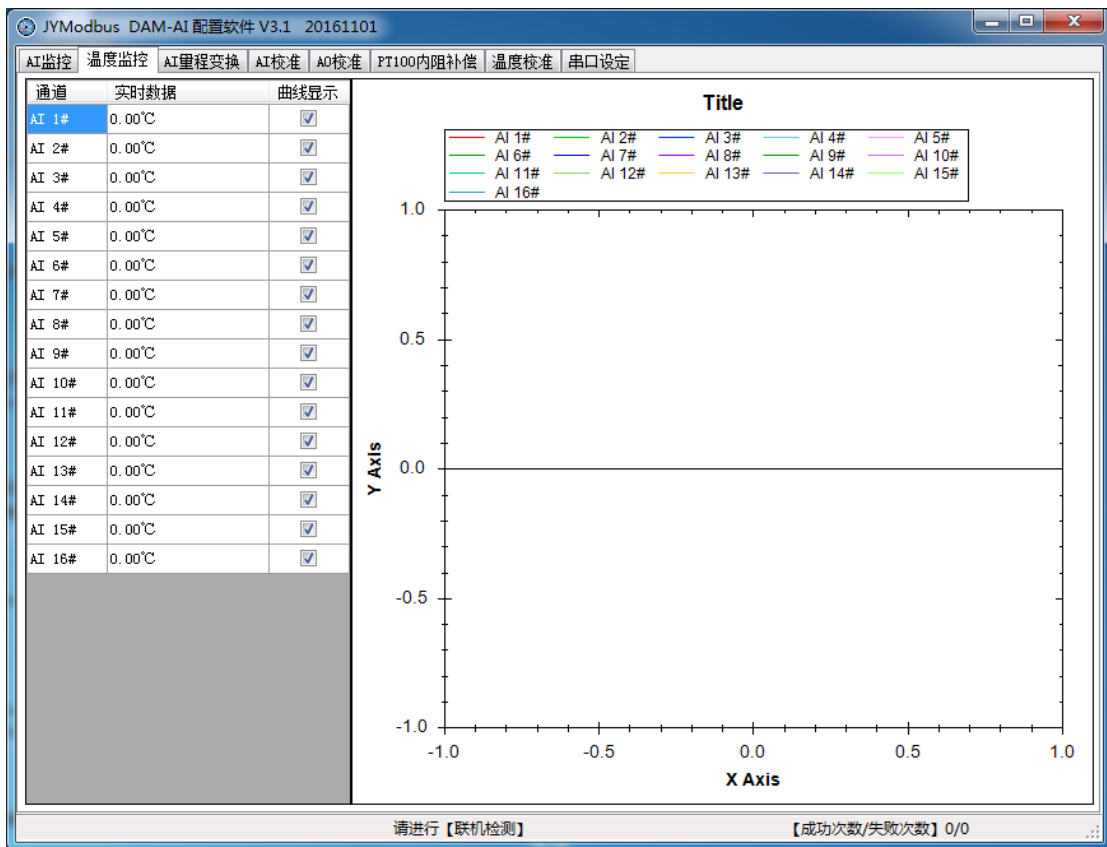 JYModbus DAM-AI 配置软件 V3.1 20161101
AI监控 温度监控 AI量程变换 AI校准 AO校准 PT100内阻补偿 温度校准 串口设定
通道 实时数据 曲线显示
AI 1# 0.00℃
AI 2# 0.00℃
AI 3# 0.00℃
AI 4# 0.00℃
AI 5# 0.00℃
AI 6# 0.00℃
AI 7# 0.00℃
AI 8# 0.00℃
AI 9# 0.00℃
AI 10# 0.00℃
AI 11# 0.00℃
AI 12# 0.00℃
AI 13# 0.00℃
AI 14# 0.00℃
AI 15# 0.00℃
AI 16# 0.00℃
Title
AI 1# AI 2# AI 3# AI 4# AI 5#
AI 6# AI 7# AI 8# AI 9# AI 10#
AI 11# AI 12# AI 13# AI 14# AI 15#
AI 16#
1.0
0.5
0.0
-0.5
-1.0
Y Axis
-1.0 -0.5 0.0 0.5 1.0
X Axis
请进行【联机检测】 【成功次数/失败次数】0/0